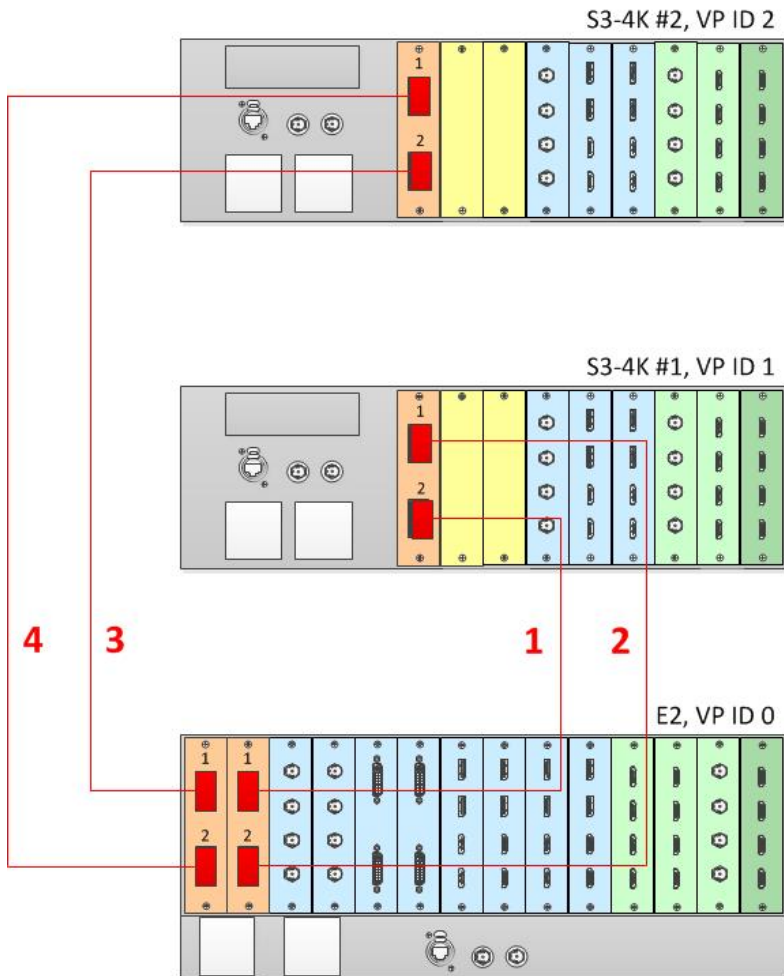 S3-4K #2, VP ID 2
1
2
S3-4K #1, VP ID 1
1
2
4 3 1 2
E2, VP ID 0
1 1
2 2